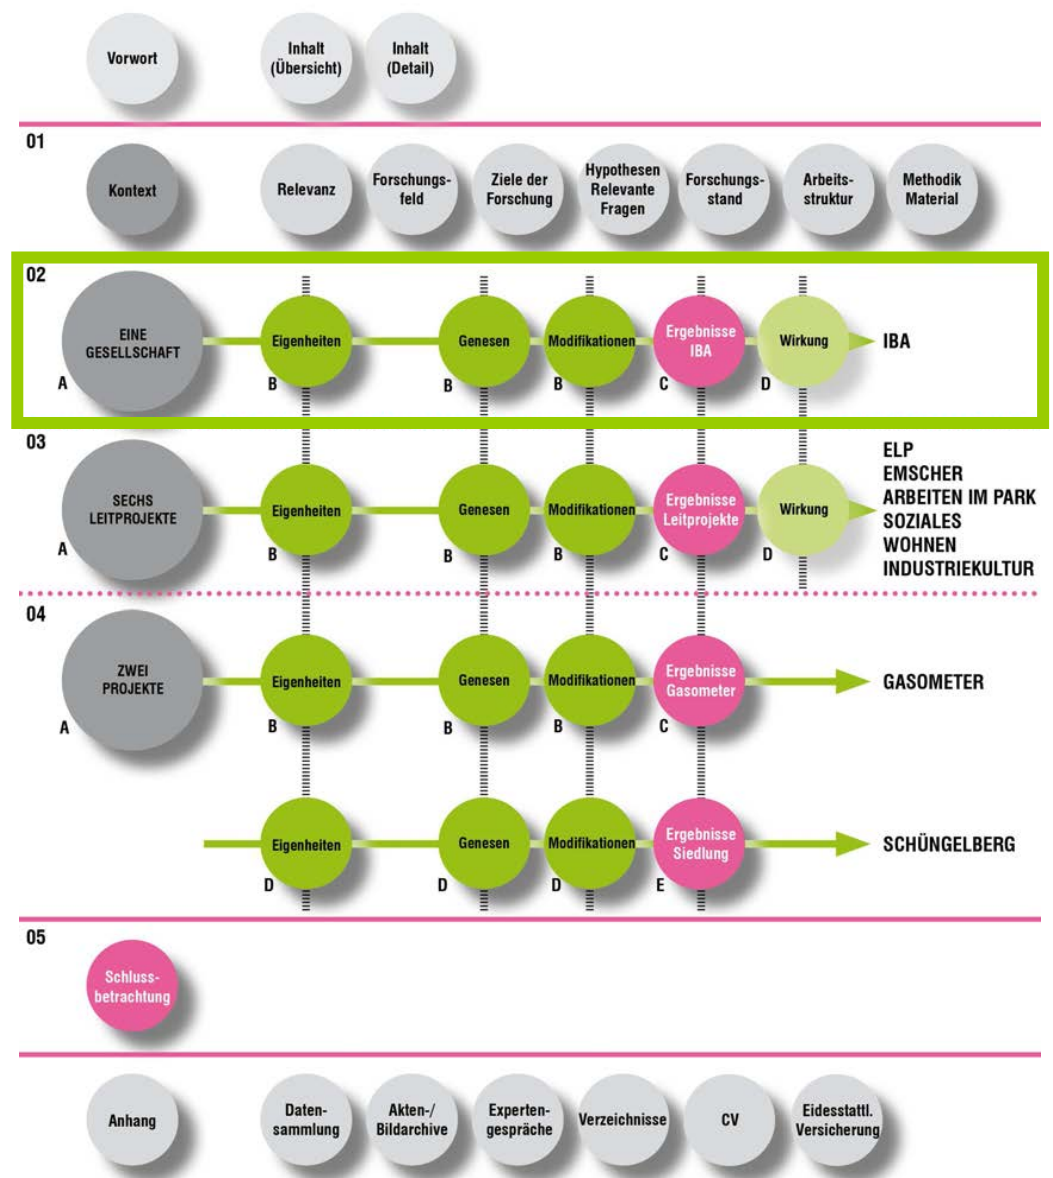 Vorwort
Inhalt
(Übersicht)
Inhalt
(Detail)
01
Kontext
Relevanz
Forschungs-
feld
Ziele der
Forschung
Hypothesen
Relevante
Fragen
Forschungs-
stand
Arbeits-
struktur
Methodik
Material
02
EINE
GESELLSCHAFT
A
Eigenheiten
B
Genesen
B
Modifikationen
B
Ergebnisse
IBA
C
Wirkung
D
IBA
03
SECHS
LEITPROJEKTE
A
Eigenheiten
B
Genesen
B
Modifikationen
B
Ergebnisse
Leitprojekte
C
Wirkung
D
ELP
EMSCHER
ARBEITEN IM PARK
SOZIALES
WOHNEN
INDUSTRIEKULTUR
04
ZWEI
PROJEKTE
A
Eigenheiten
B
Genesen
B
Modifikationen
B
Ergebnisse
Gasometer
C
GASOMETER
Eigenheiten
D
Genesen
D
Modifikationen
D
Ergebnisse
Siedlung
E
SCHÜNGELBERG
05
Schluss-
betrachtung
Anhang
Daten-
sammlung
Akten-/
Bildarchive
Experten-
gespräche
Verzeichnisse
CV
Eidesstattl.
Versicherung